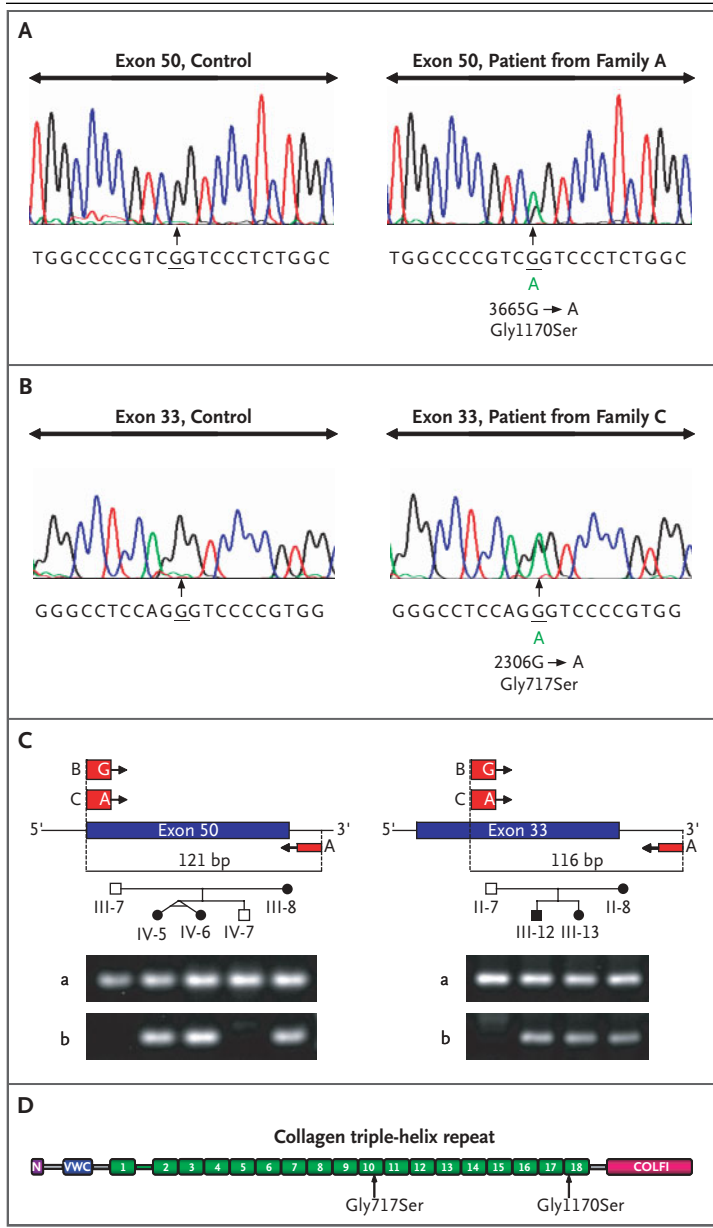 A
Exon 50, Control
Exon 50, Patient from Family A
TGGCCCCGTCGGTCCCTCTGGC
TGGCCCCGTCGGTCCCTCTGGC
A
3665G → A
Gly1170Ser
B
Exon 33, Control
Exon 33, Patient from Family C
GGGCCTCCAGGGTCCCCGTGG
GGGCCTCCAGGGTCCCCGTGG
A
2306G → A
Gly717Ser
C
B G
B G
C A
C A
5' Exon 50 3'
Exon 33 3'
A
A
121 bp
116 bp
III-7 III-8
II-7 II-8
IV-5 IV-6 IV-7
III-12 III-13
a
a
b
b
D
Collagen triple-helix repeat
N VWC 1 2 3 4 5 6 7 8 9 10 11 12 13 14 15 16 17 18 COLFI
Gly717Ser Gly1170Ser